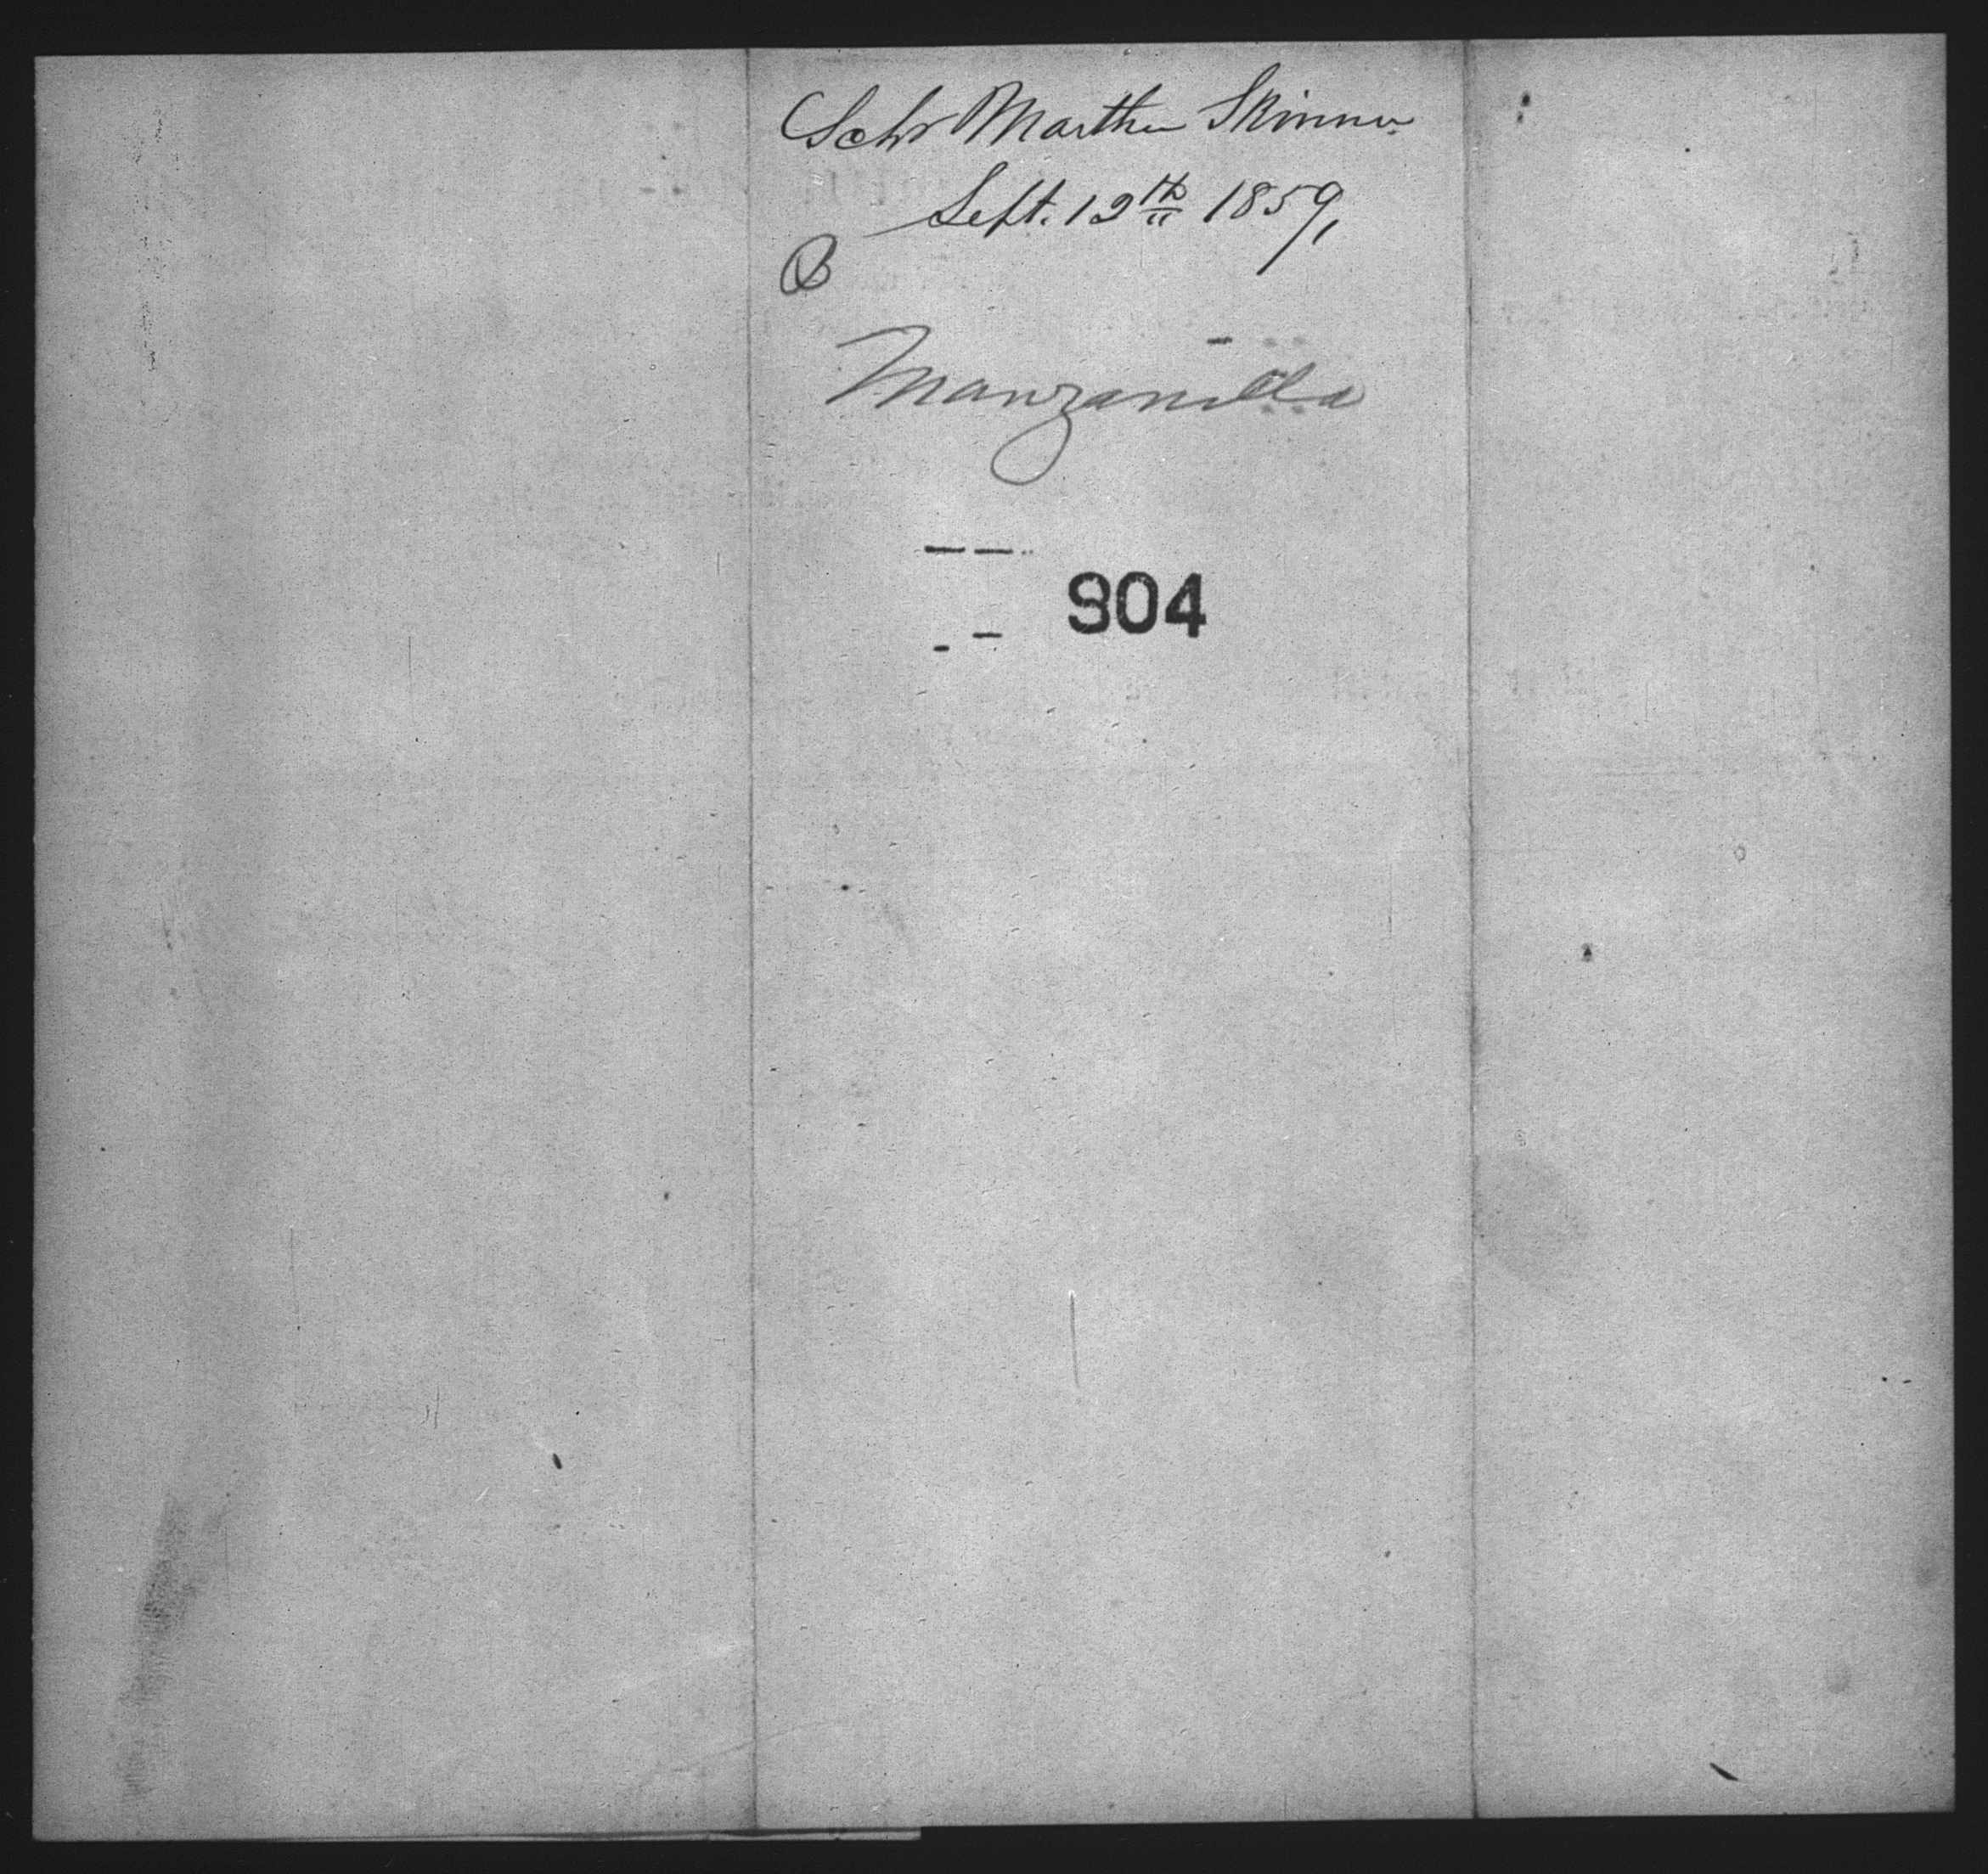 Schr Martha Skinner
Sept. 12th 1859,
B
Manzanilla
904